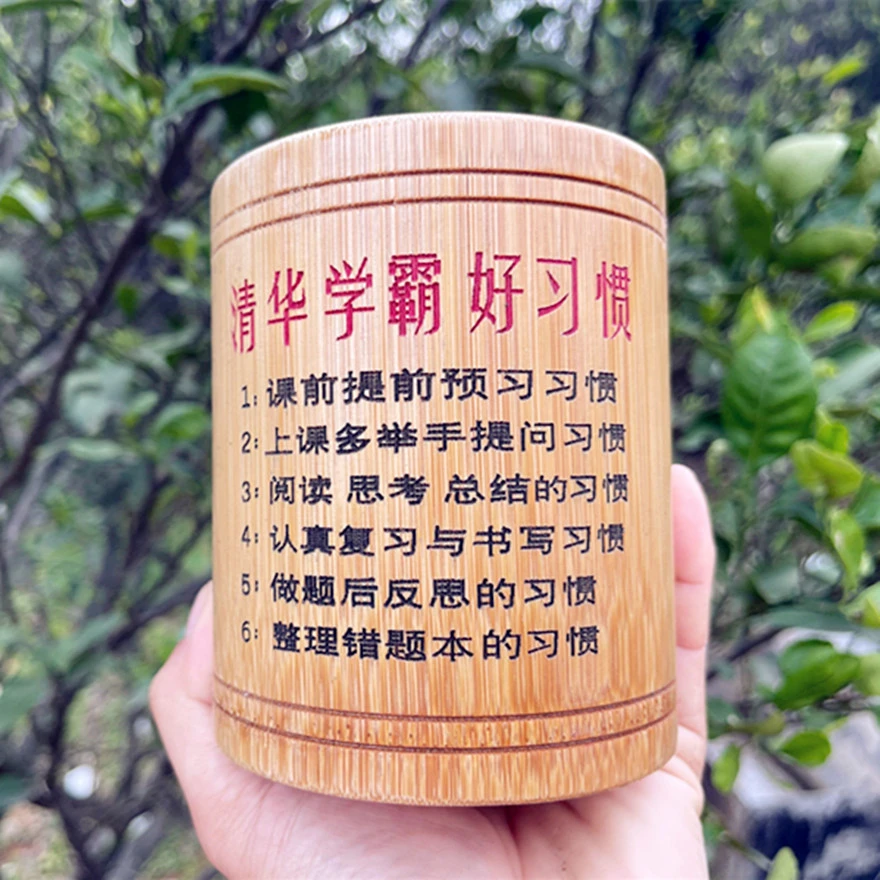 清华学霸 好习惯
1:课前提前预习习惯
2:上课多举手提问习惯
3:阅读 思考 总结的习惯
4:认真复习与书写习惯
5:做题后反思的习惯
6:整理错题本的习惯